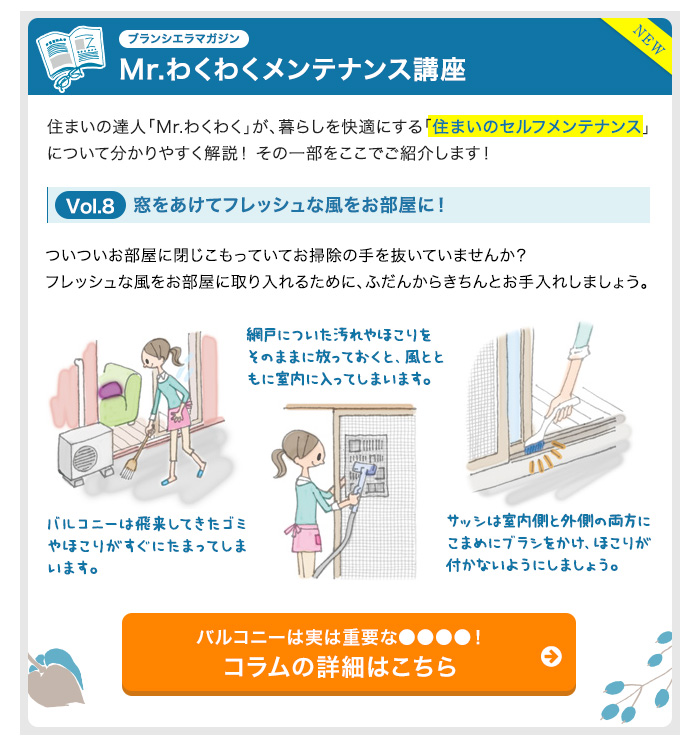 ブランシエラマガジン
Mr.わくわくメンテナンス講座
NEW
住まいの達人「Mr.わくわく」が、暮らしを快適にする「住まいのセルフメンテナンス」
について分かりやすく解説！その一部をここでご紹介します！
Vol.8 窓をあけてフレッシュな風をお部屋に！
ついついお部屋に閉じこもっていてお掃除の手を抜いていませんか？
フレッシュな風をお部屋に取り入れるために、ふだんからきちんとお手入れしましょう。
網戸についた汚れやほこりを
そのままに放っておくと、風とと
もに室内に入ってしまいます。
バルコニーは飛来してきたゴミ
やほこりがすぐにたまってしま
います。
サッシは室内側と外側の両方に
こまめにブラシをかけ、ほこりが
付かないようにしましょう。
バルコニーは実は重要な●●●●！
コラムの詳細はこちら